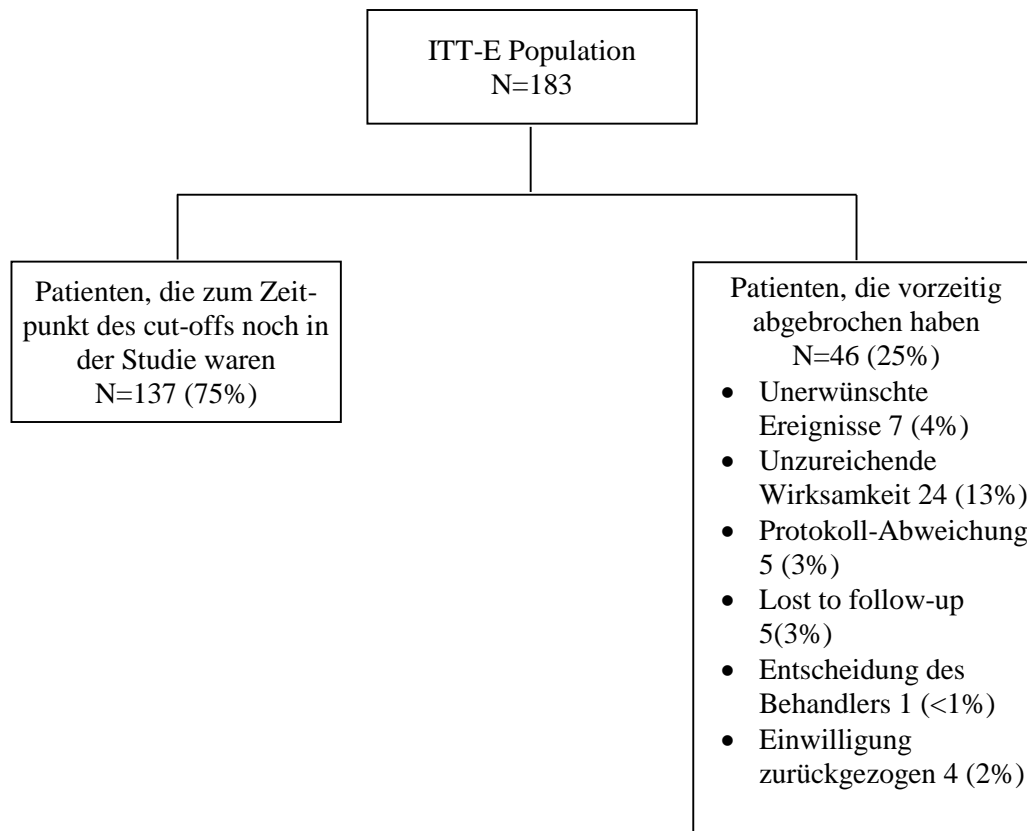 ITT-E Population
N=183
Patienten, die zum Zeit-
punkt des cut-offs noch in
der Studie waren
N=137 (75%)
Patienten, die vorzeitig
abgebrochen haben
N=46 (25%)
• Unerwünschte
Ereignisse 7 (4%)
• Unzureichende
Wirksamkeit 24 (13%)
• Protokoll-Abweichung
5 (3%)
• Lost to follow-up
5(3%)
• Entscheidung des
Behandlers 1 (<1%)
• Einwilligung
zurückgezogen 4 (2%)